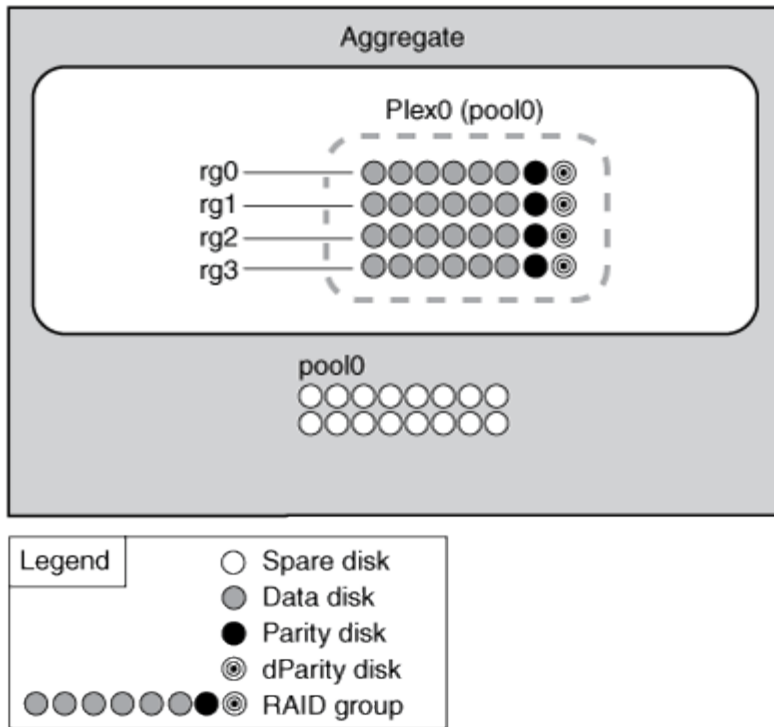 Aggregate
Plex0 (pool0)
rg0
rg1
rg2
rg3
pool0
Legend
Spare disk
Data disk
Parity disk
dParity disk
RAID group